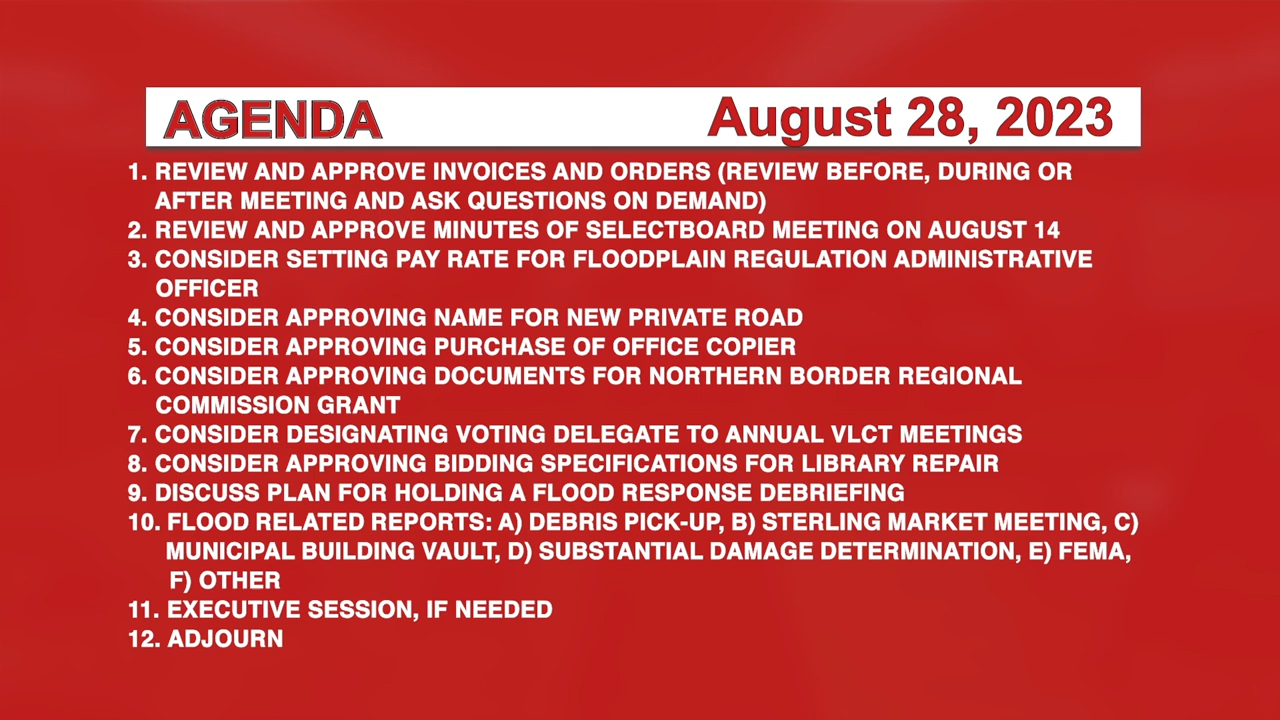 AGENDA August 28, 2023
1. REVIEW AND APPROVE INVOICES AND ORDERS (REVIEW BEFORE, DURING OR
AFTER MEETING AND ASK QUESTIONS ON DEMAND)
2. REVIEW AND APPROVE MINUTES OF SELECTBOARD MEETING ON AUGUST 14
3. CONSIDER SETTING PAY RATE FOR FLOODPLAIN REGULATION ADMINISTRATIVE
OFFICER
4. CONSIDER APPROVING NAME FOR NEW PRIVATE ROAD
5. CONSIDER APPROVING PURCHASE OF OFFICE COPIER
6. CONSIDER APPROVING DOCUMENTS FOR NORTHERN BORDER REGIONAL
COMMISSION GRANT
7. CONSIDER DESIGNATING VOTING DELEGATE TO ANNUAL VLCT MEETINGS
8. CONSIDER APPROVING BIDDING SPECIFICATIONS FOR LIBRARY REPAIR
9. DISCUSS PLAN FOR HOLDING A FLOOD RESPONSE DEBRIEFING
10. FLOOD RELATED REPORTS: A) DEBRIS PICK-UP, B) STERLING MARKET MEETING, C)
MUNICIPAL BUILDING VAULT, D) SUBSTANTIAL DAMAGE DETERMINATION, E) FEMA,
F) OTHER
11. EXECUTIVE SESSION, IF NEEDED
12. ADJOURN